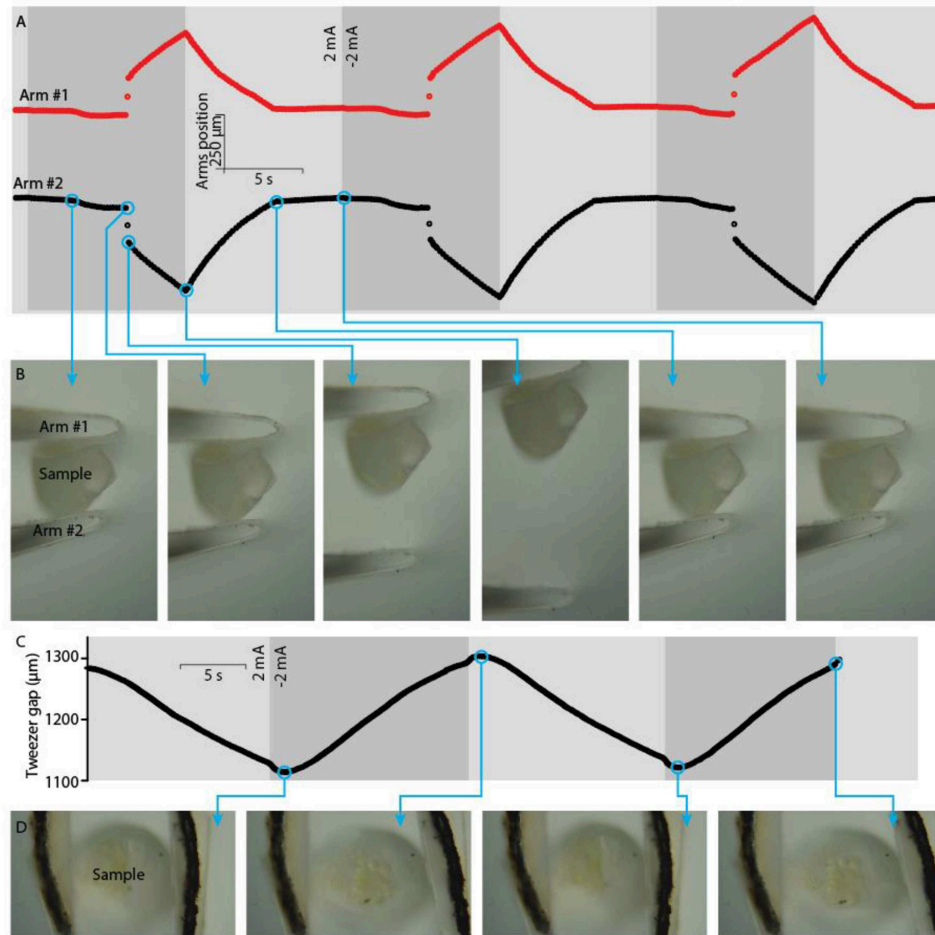 A
Arm #1
2 mA
-2 mA
Arms position
250 µm
5 s
Arm #2
B
Arm #1
Sample
Arm #2
C
Tweezer gap (µm)
1300
1200
1100
5 s
2 mA
-2 mA
D
Sample